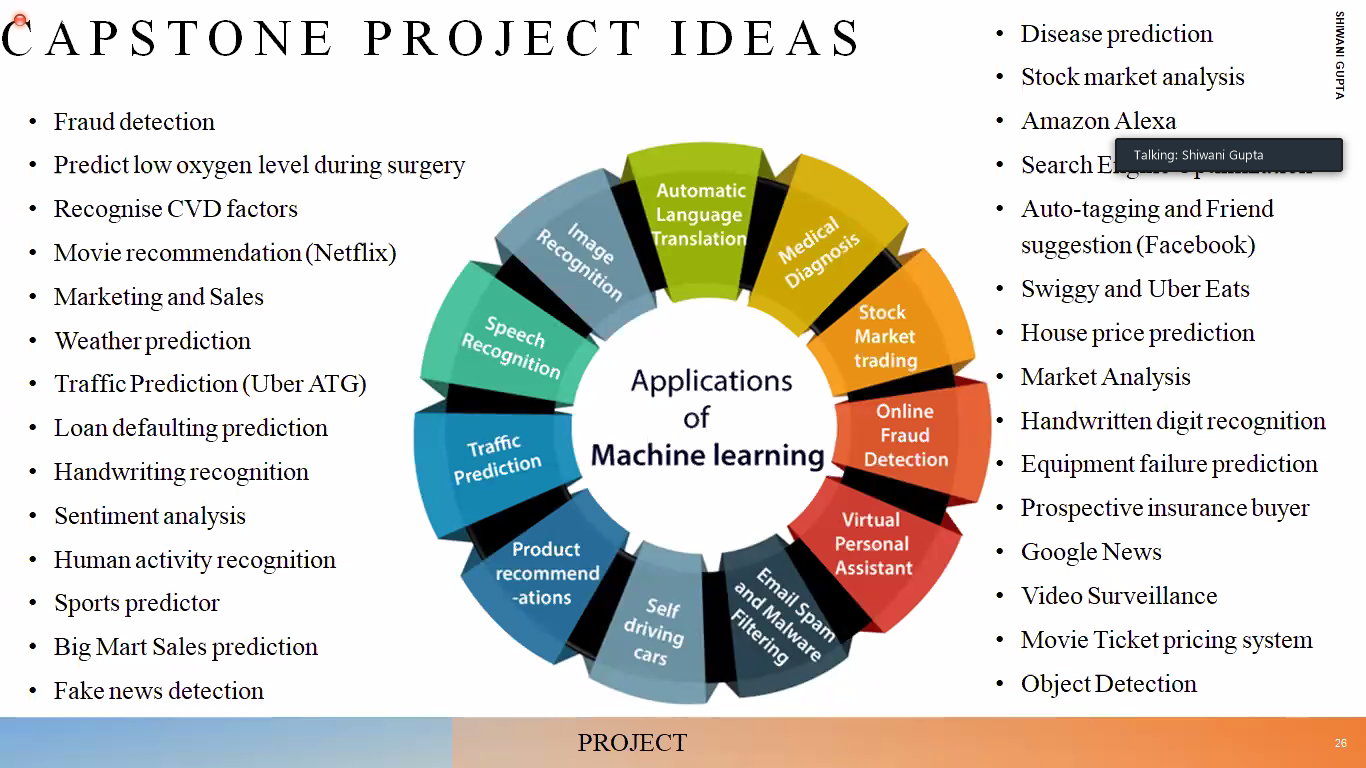 CAPSTONE PROJECT IDEAS
• Fraud detection
• Predict low oxygen level during surgery
• Recognise CVD factors
• Movie recommendation (Netflix)
• Marketing and Sales
• Weather prediction
• Traffic Prediction (Uber ATG)
• Loan defaulting prediction
• Handwriting recognition
• Sentiment analysis
• Human activity recognition
• Sports predictor
• Big Mart Sales prediction
• Fake news detection
Applications
of
Machine learning
Automatic
Language
Translation
Medical
Diagnosis
Stock
Market
trading
Online
Fraud
Detection
Virtual
Personal
Assistant
Email Spam
and Malware
Filtering
Self
driving
cars
Product
recommend
-ations
Traffic
Prediction
Speech
Recognition
Image
Recognition
• Disease prediction
• Stock market analysis
• Amazon Alexa
Talking: Shiwani Gupta
• Search Engine Optimization
• Auto-tagging and Friend
suggestion (Facebook)
• Swiggy and Uber Eats
• House price prediction
• Market Analysis
• Handwritten digit recognition
• Equipment failure prediction
• Prospective insurance buyer
• Google News
• Video Surveillance
• Movie Ticket pricing system
• Object Detection
SHIWANI GUPTA
PROJECT
26